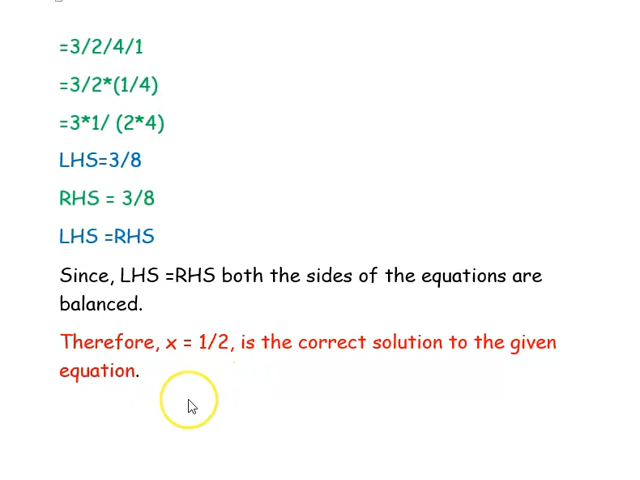 =3/2/4/1
=3/2*(1/4)
=3*1/ (2*4)
LHS=3/8
RHS = 3/8
LHS =RHS
Since, LHS =RHS both the sides of the equations are
balanced.
Therefore, x = 1/2, is the correct solution to the given
equation.